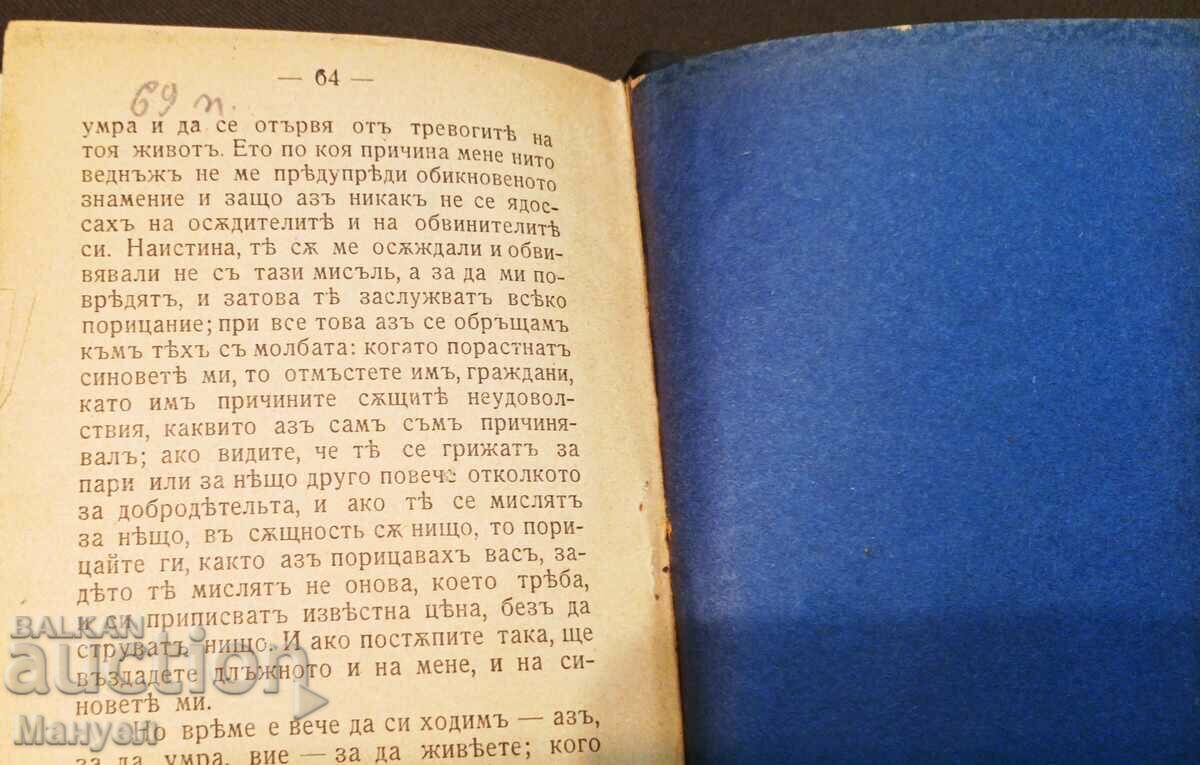 — 64 —
69 п.
умра и да се отървя отъ тревогитѣ на
тоя животъ. Ето по коя причина мене нито
веднъжъ не ме прѣдупрѣди обикновеното
знамение и защо азъ никакъ не се ядос-
сахъ на осѫдителитѣ и на обвинителитѣ
си. Наистина, тѣ сѫ ме осѫждали и обви-
вявали не съ тази мисъль, а за да ми по-
врѣдятъ, и затова тѣ заслужватъ всѣко
порицание; при все това азъ се обръщамъ
къмъ тѣхъ съ молбата: когато порастнатъ
синоветѣ ми, то отмъстете имъ, граждани,
като имъ причините сѫщитѣ неудовол-
ствия, каквито азъ самъ съмъ причиня-
валъ; ако видите, че тѣ се грижатъ за
пари или за нѣщо друго повече отколкото
за добродѣтельта, и ако тѣ се мислятъ
за нѣщо, въ сѫщность сѫ нищо, то пори-
цайте ги, както азъ порицавахъ васъ, за-
дѣто тѣ мислятъ не онова, което трѣба,
и си приписватъ извѣстна цѣна, безъ да
струватъ нищо. И ако постѫпите така, ще
въздадете длъжното и на мене, и на си-
новетѣ ми.
Но врѣме е вече да си ходимъ — азъ,
за да умра, вие — за да живѣете; кого
BALKAN
auction
Мануел